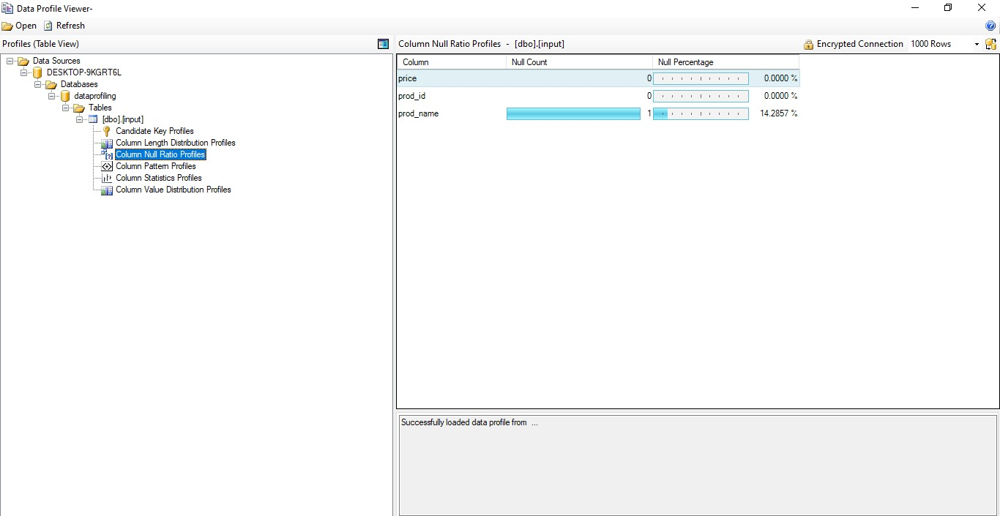 Data Profile Viewer-
Open Refresh
Profiles (Table View)
Data Sources
DESKTOP-9KGRT6L
Databases
dataprofiling
Tables
[dbo].[input]
Candidate Key Profiles
Column Length Distribution Profiles
Column Null Ratio Profiles
Column Pattern Profiles
Column Statistics Profiles
Column Value Distribution Profiles
Column Null Ratio Profiles - [dbo].[input] Encrypted Connection 1000 Rows
Column Null Count Null Percentage
price 0 0.0000 %
prod_id 0 0.0000 %
prod_name 1 14.2857 %
Successfully loaded data profile from ...